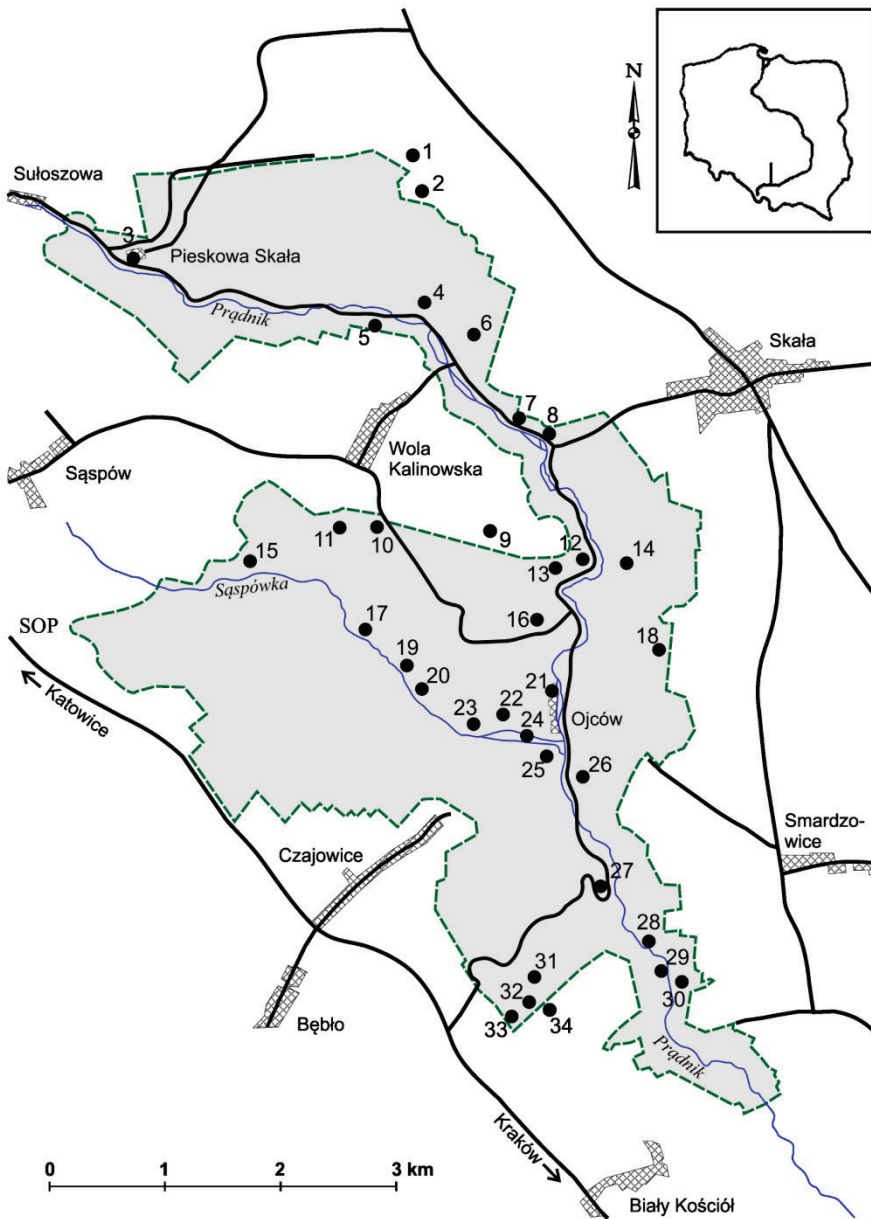 N
1
2
Sułoszowa
3
Pieskowa Skała
4
Prądnik
5
6
Skała
7
8
Wola
Kalinowska
Sąspów
9
10
11
12
13
14
15
Sąspówka
16
17
SOP
18
19
20
Katowice
21
22
23
24
Ojców
25
26
Smardzo-
wice
Czajowice
27
28
29
30
31
32
33
34
Bębło
Prądnik
Kraków
0 1 2 3 km
Biały Kościół